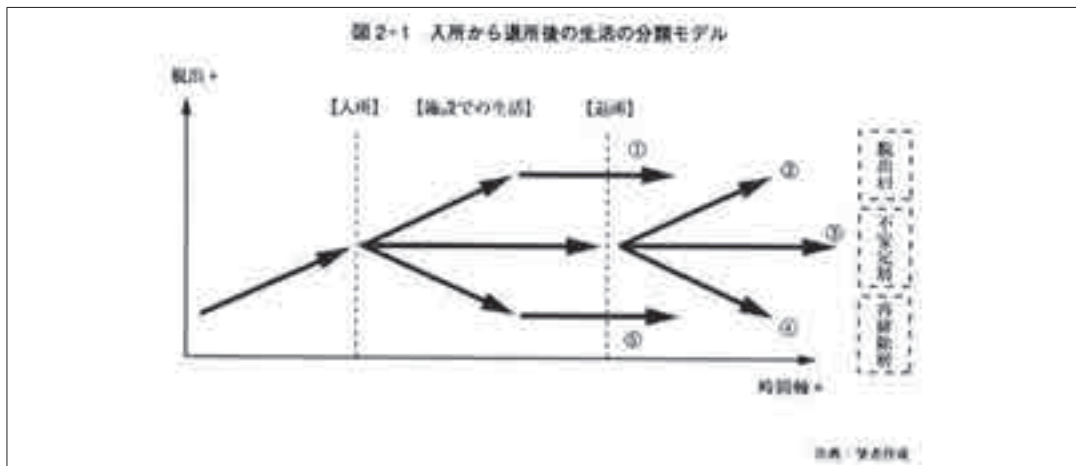 図2-1 入所から退所後の生活の分類モデル
脱出+
【入所】 【施設での生活】 【退所】
①
②
③
④
⑤
脱出層
不安定層
再排除層
時間軸+
出典：筆者作成